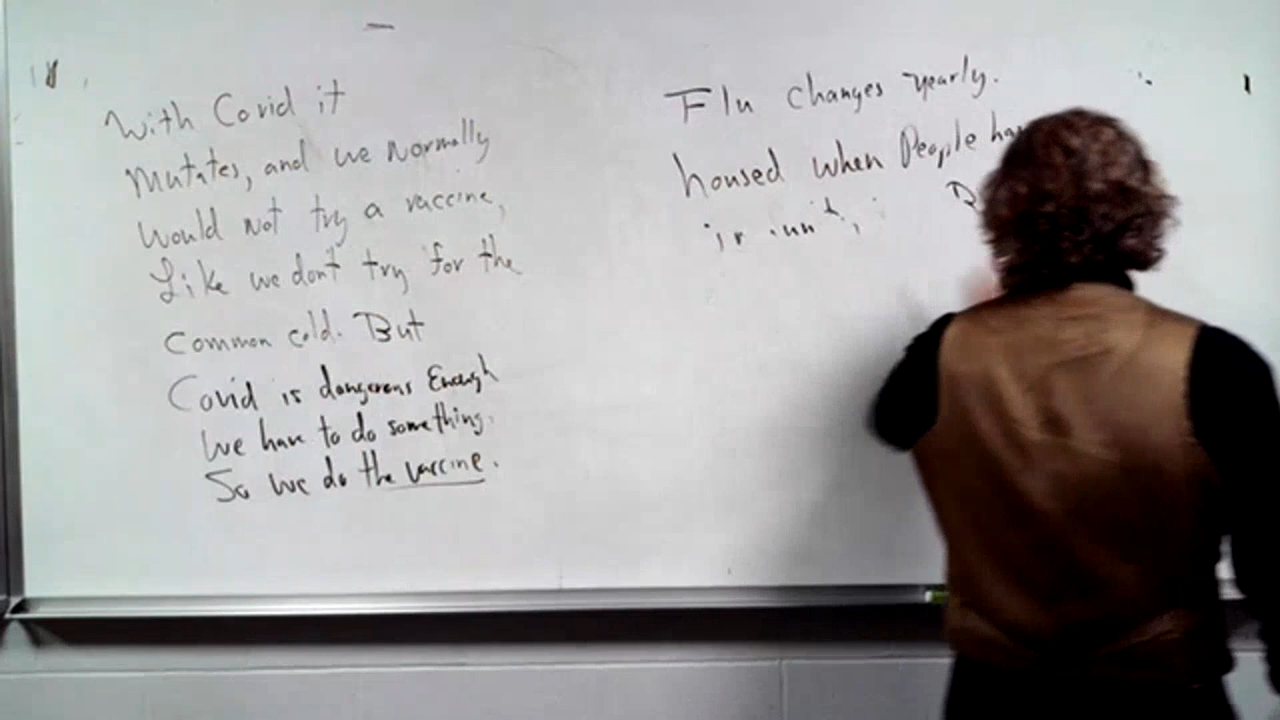 With Covid it
Mutates, and we normally
Would not try a vaccine,
Like we don't try for the
Common cold. But
Covid is dangerous Enough
We have to do something.
So we do the vaccine.
Flu changes yearly.
housed when People